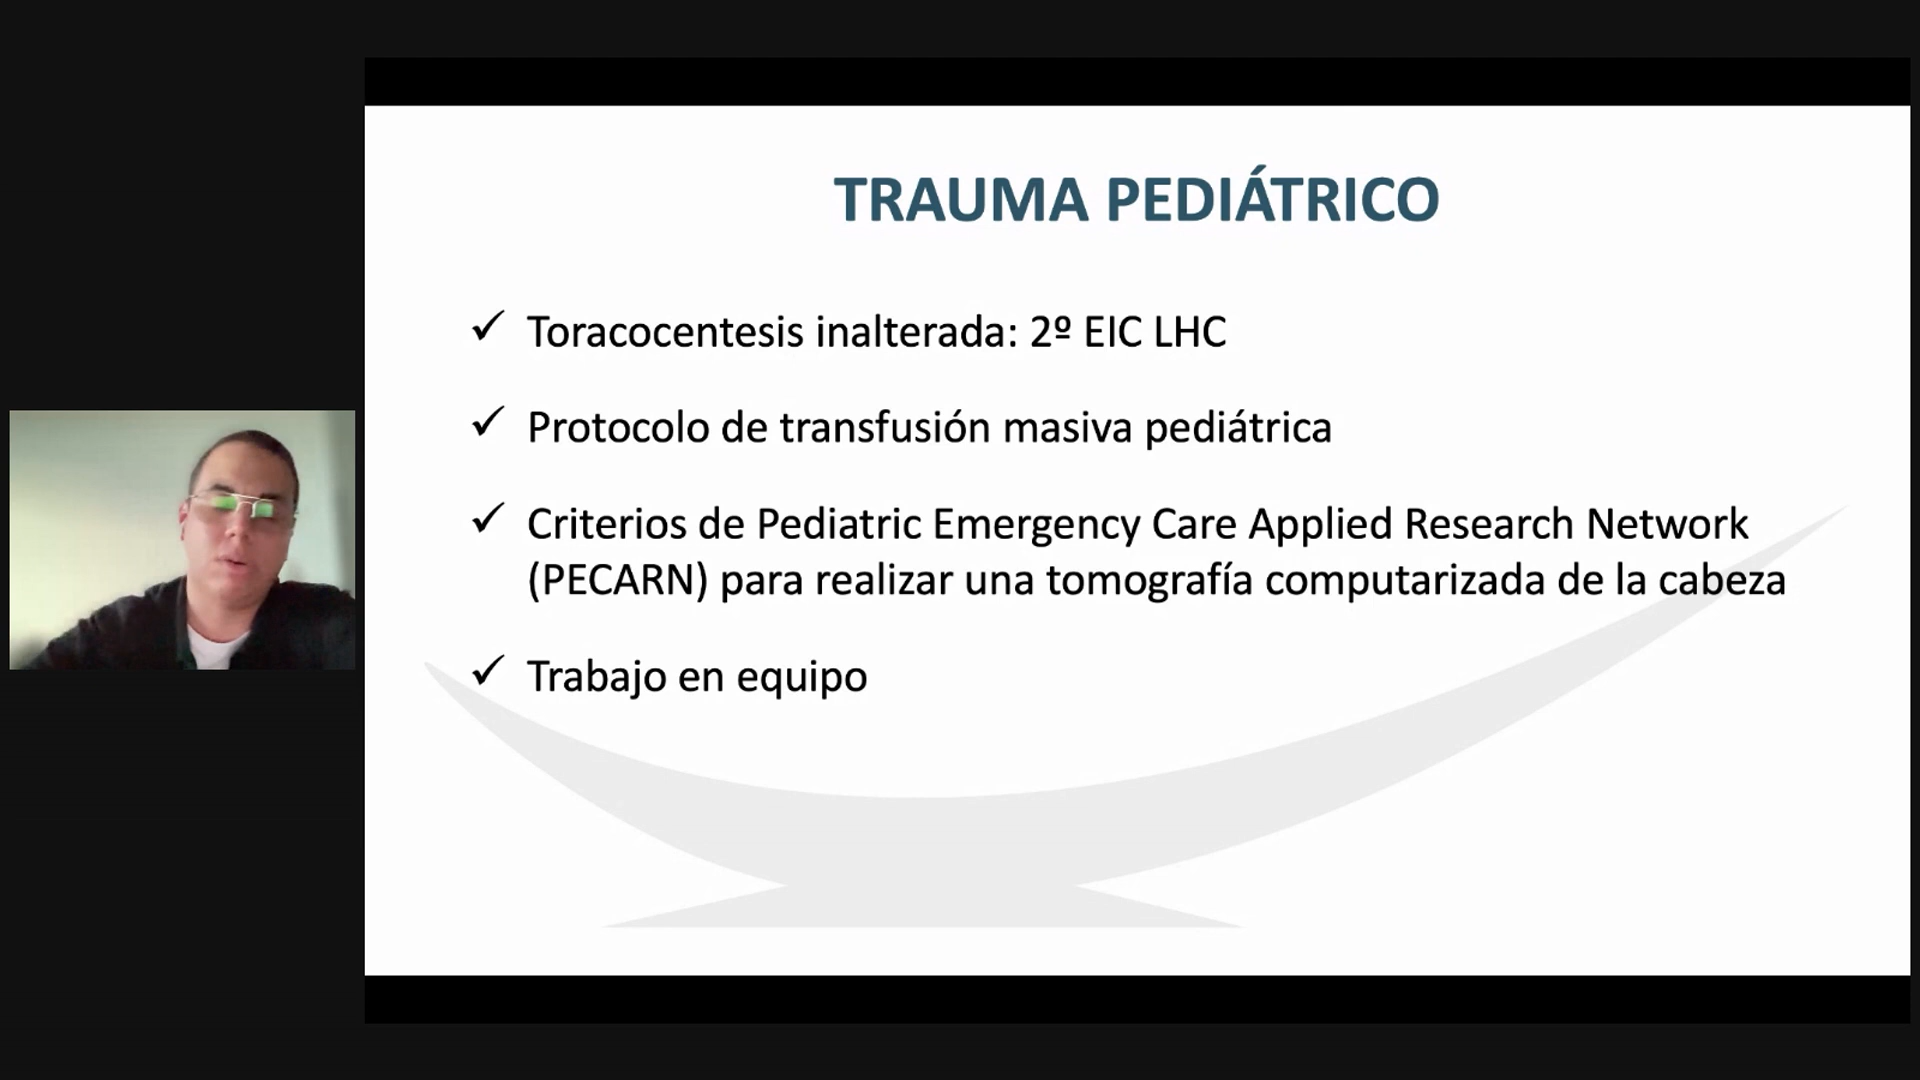 TRAUMA PEDIÁTRICO
✓ Toracocentesis inalterada: 2º EIC LHC
✓ Protocolo de transfusión masiva pediátrica
✓ Criterios de Pediatric Emergency Care Applied Research Network
(PECARN) para realizar una tomografía computarizada de la cabeza
✓ Trabajo en equipo